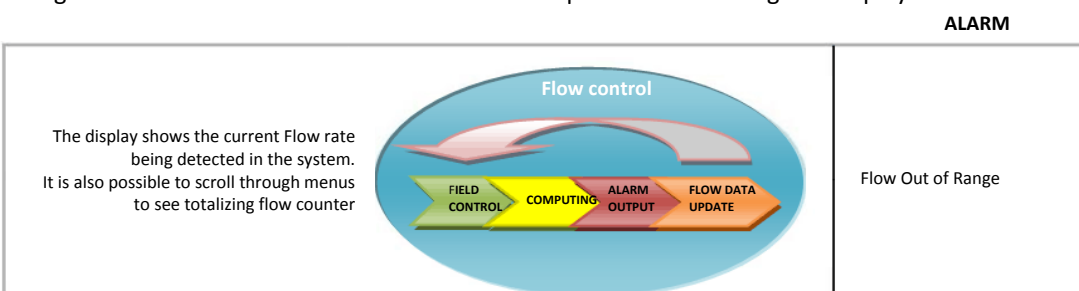 ALARM
The display shows the current Flow rate
being detected in the system.
It is also possible to scroll through menus
to see totalizing flow counter
Flow control
FIELD
CONTROL
COMPUTING
ALARM
OUTPUT
FLOW DATA
UPDATE
Flow Out of Range